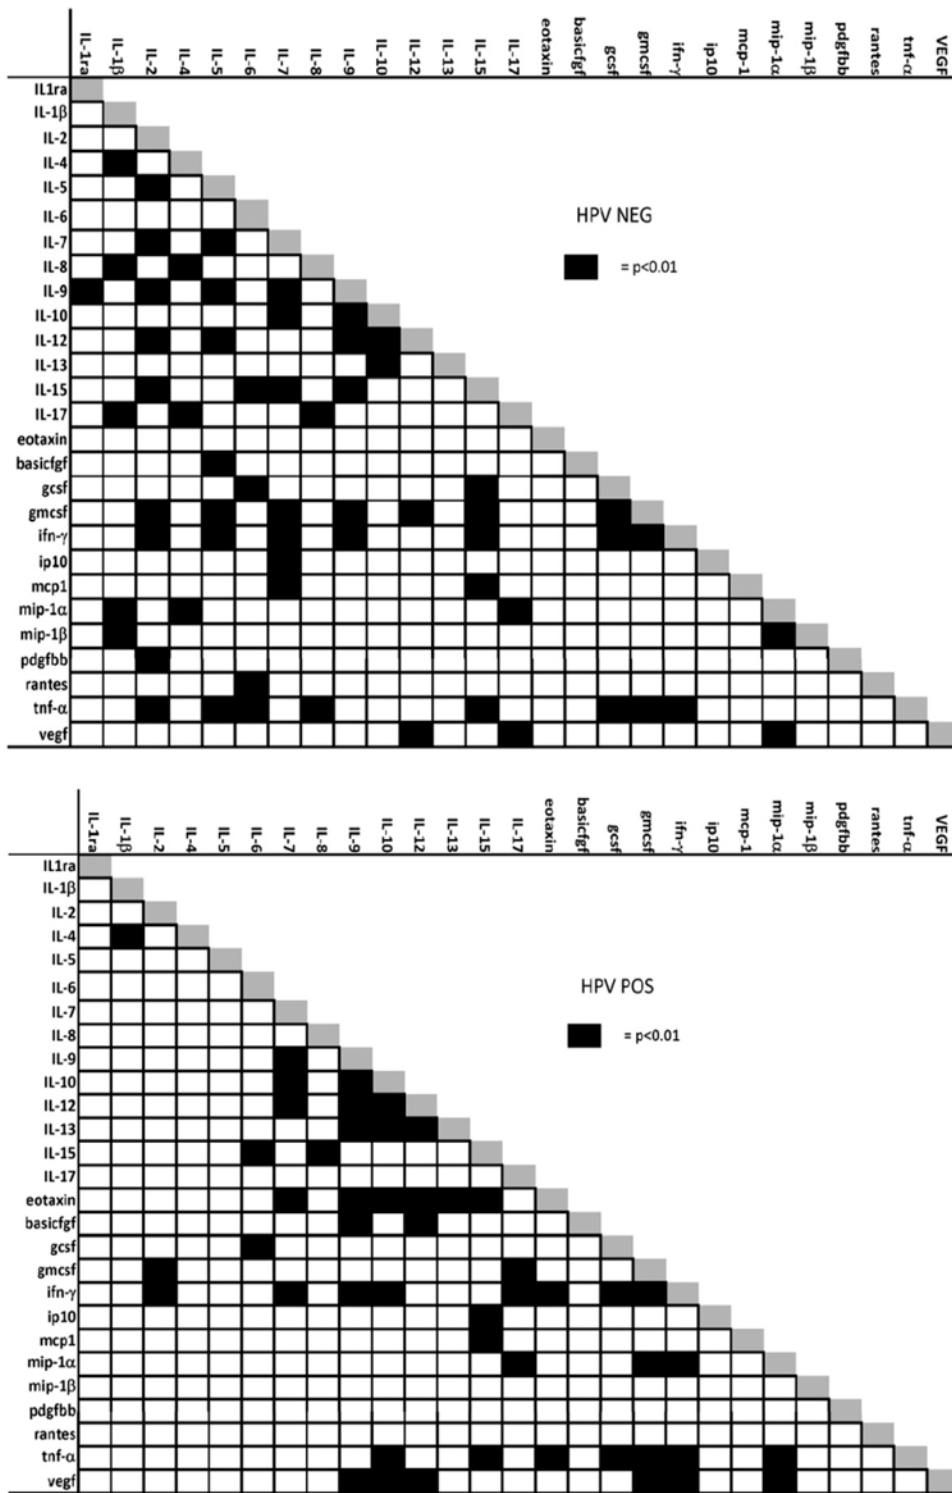 IL-1ra IL-1β IL-2 IL-4 IL-5 IL-6 IL-7 IL-8 IL-9 IL-10 IL-12 IL-13 IL-15 IL-17 eotaxin basicfgf gcsf gmcsf ifn-γ ip10 mcp-1 mip-1α mip-1β pdgfbb rantes tnf-α VEGF
IL1ra
IL-1β
IL-2
IL-4
IL-5
IL-6
HPV NEG
IL-7
IL-8
= p<0.01
IL-9
IL-10
IL-12
IL-13
IL-15
IL-17
eotaxin
basicfgf
gcsf
gmcsf
ifn-γ
ip10
mcp1
mip-1α
mip-1β
pdgfbb
rantes
tnf-α
vegf
IL-1ra IL-1β IL-2 IL-4 IL-5 IL-6 IL-7 IL-8 IL-9 IL-10 IL-12 IL-13 IL-15 IL-17 eotaxin basicfgf gcsf gmcsf ifn-γ ip10 mcp-1 mip-1α mip-1β pdgfbb rantes tnf-α VEGF
IL1ra
IL-1β
IL-2
IL-4
IL-5
IL-6
HPV POS
IL-7
IL-8
= p<0.01
IL-9
IL-10
IL-12
IL-13
IL-15
IL-17
eotaxin
basicfgf
gcsf
gmcsf
ifn-γ
ip10
mcp1
mip-1α
mip-1β
pdgfbb
rantes
tnf-α
vegf